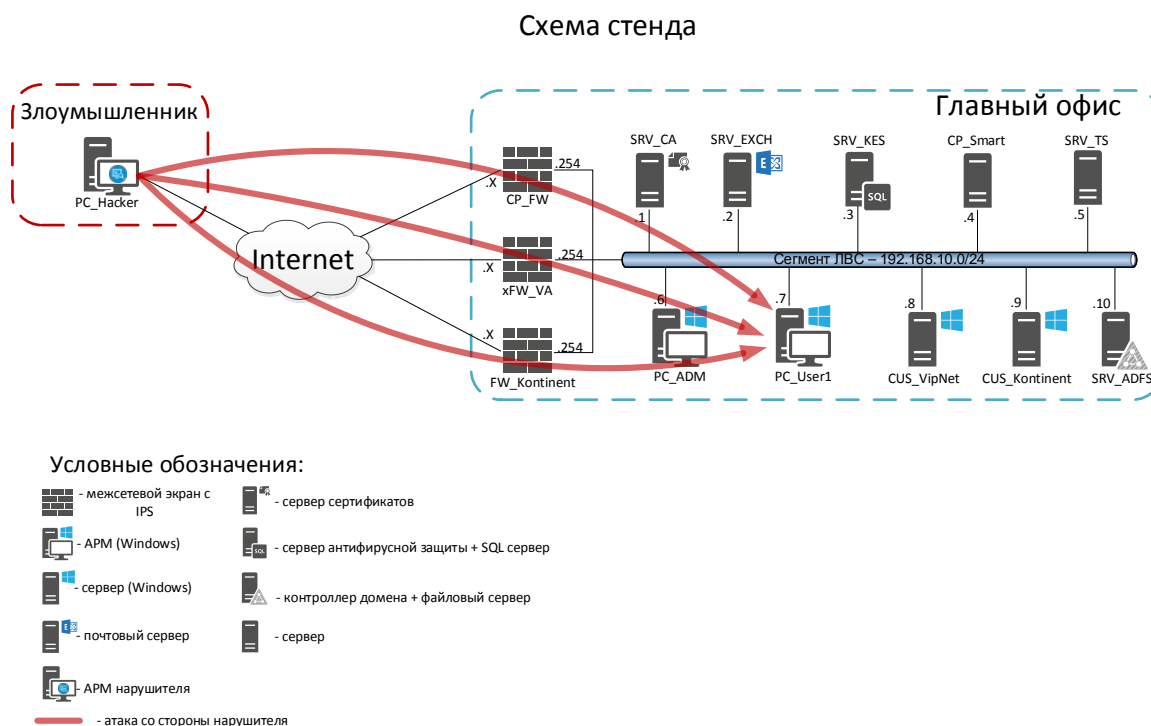 Схема стенда
Злоумышленник
PC_Hacker
Internet
Главный офис
.254
.X
CP_FW
.254
.X
xFW_VA
.X
.254
FW_Kontinent
SRV_CA
.1
SRV_EXCH
E
.2
SRV_KES
SQL
.3
CP_Smart
.4
SRV_TS
.5
Сегмент ЛВС – 192.168.10.0/24
.6
PC_ADM
.7
PC_User1
.8
CUS_VipNet
.9
CUS_Kontinent
.10
SRV_ADFS
Условные обозначения:
- межсетевой экран с
IPS
- АРМ (Windows)
- сервер (Windows)
E
- почтовый сервер
- АРМ нарушителя
- атака со стороны нарушителя
- сервер сертификатов
SQL
- сервер антифирусной защиты + SQL сервер
- контроллер домена + файловый сервер
- сервер